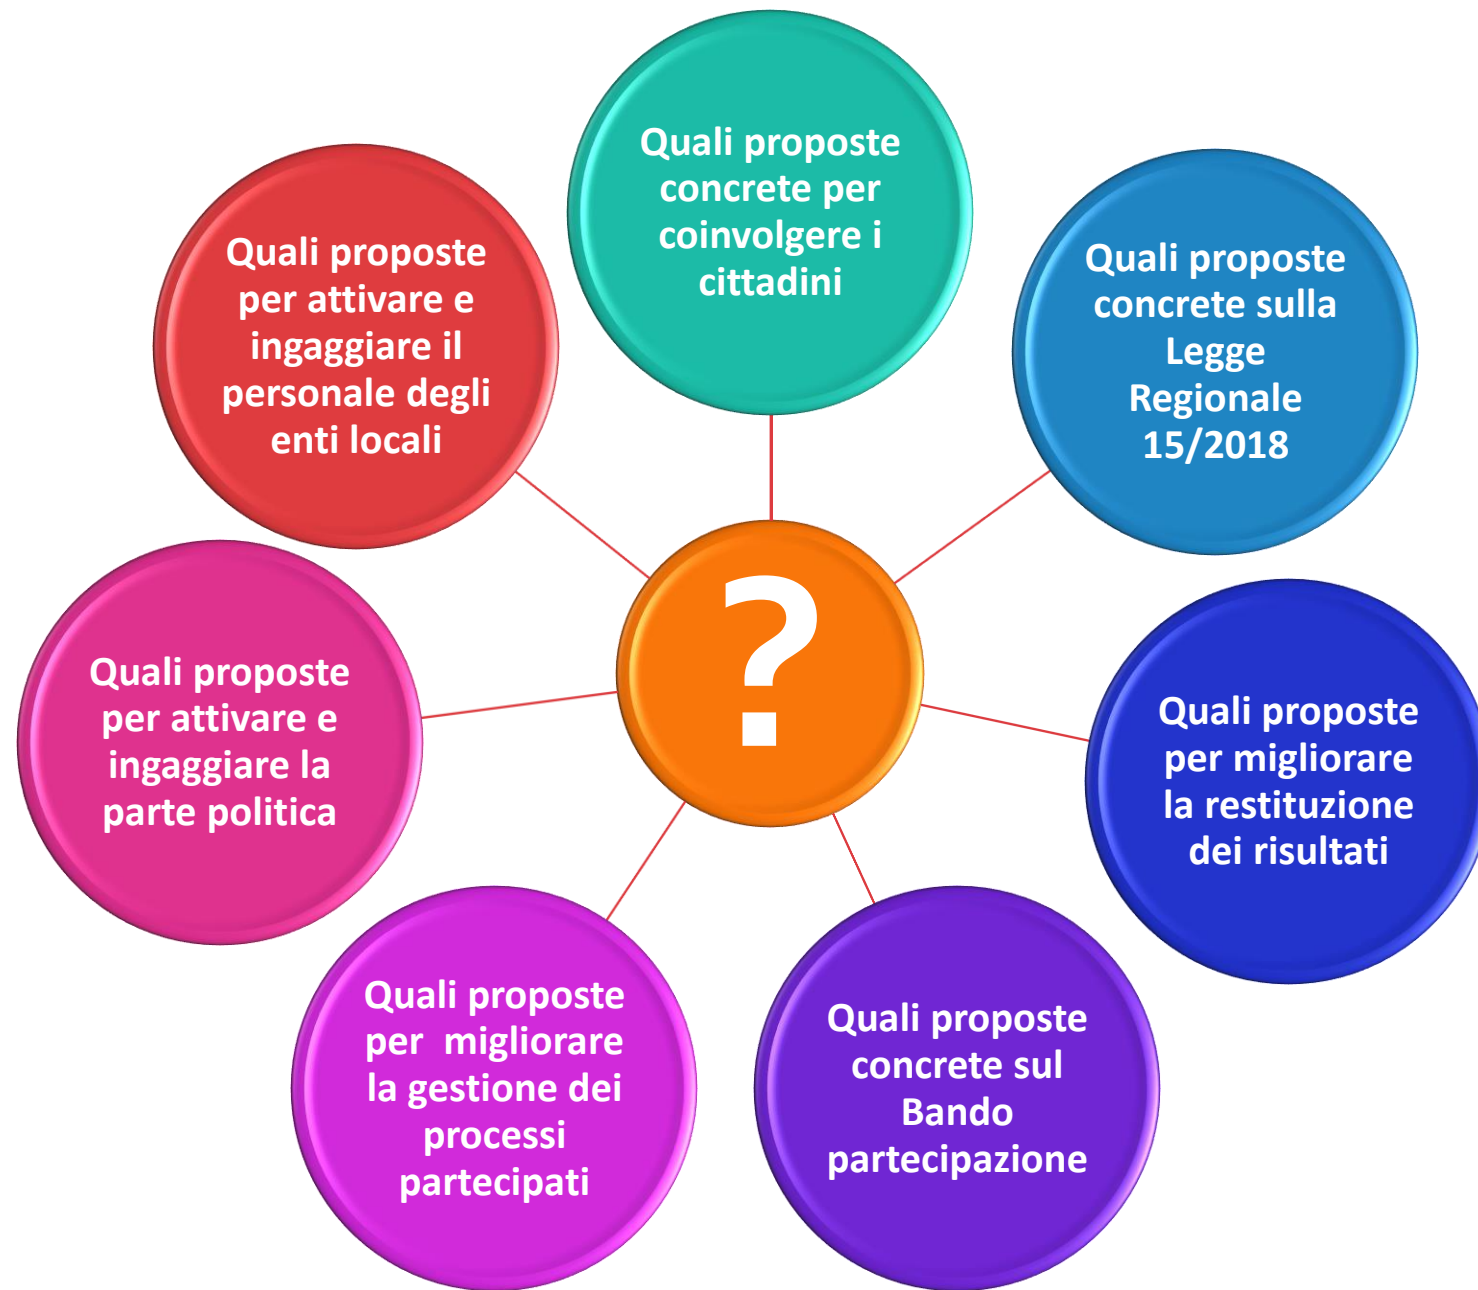 Quali proposte
concrete per
coinvolgere i
cittadini
Quali proposte
concrete sulla
Legge
Regionale
15/2018
Quali proposte
per migliorare
la restituzione
dei risultati
Quali proposte
concrete sul
Bando
partecipazione
Quali proposte
per  migliorare
la gestione dei
processi
partecipati
Quali proposte
per attivare e
ingaggiare la
parte politica
Quali proposte
per attivare e
ingaggiare il
personale degli
enti locali
?